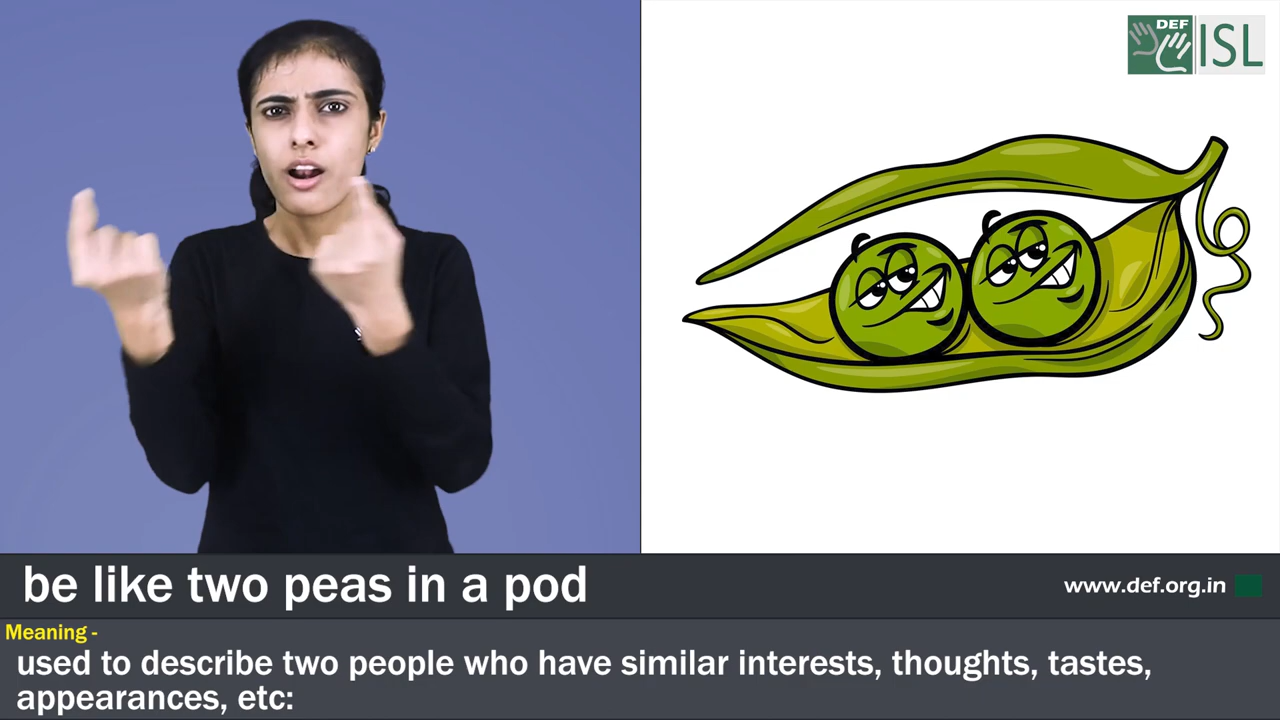 DEF
ISL
be like two peas in a pod
www.def.org.in
Meaning -
used to describe two people who have similar interests, thoughts, tastes,
appearances, etc: